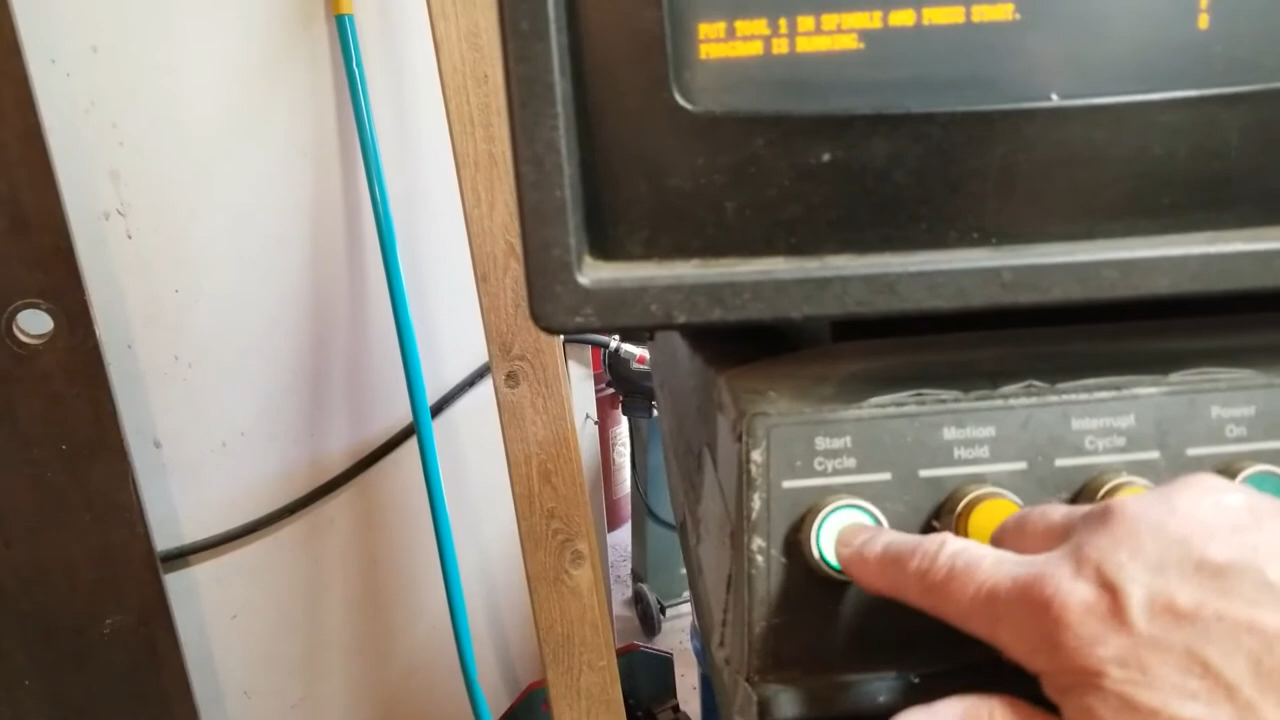 PUT TOOL 1 IN SPINDLE AND PRESS START.
PROGRAM IS RUNNING.
Start
Cycle
Motion
Hold
Interrupt
Cycle
Power
On